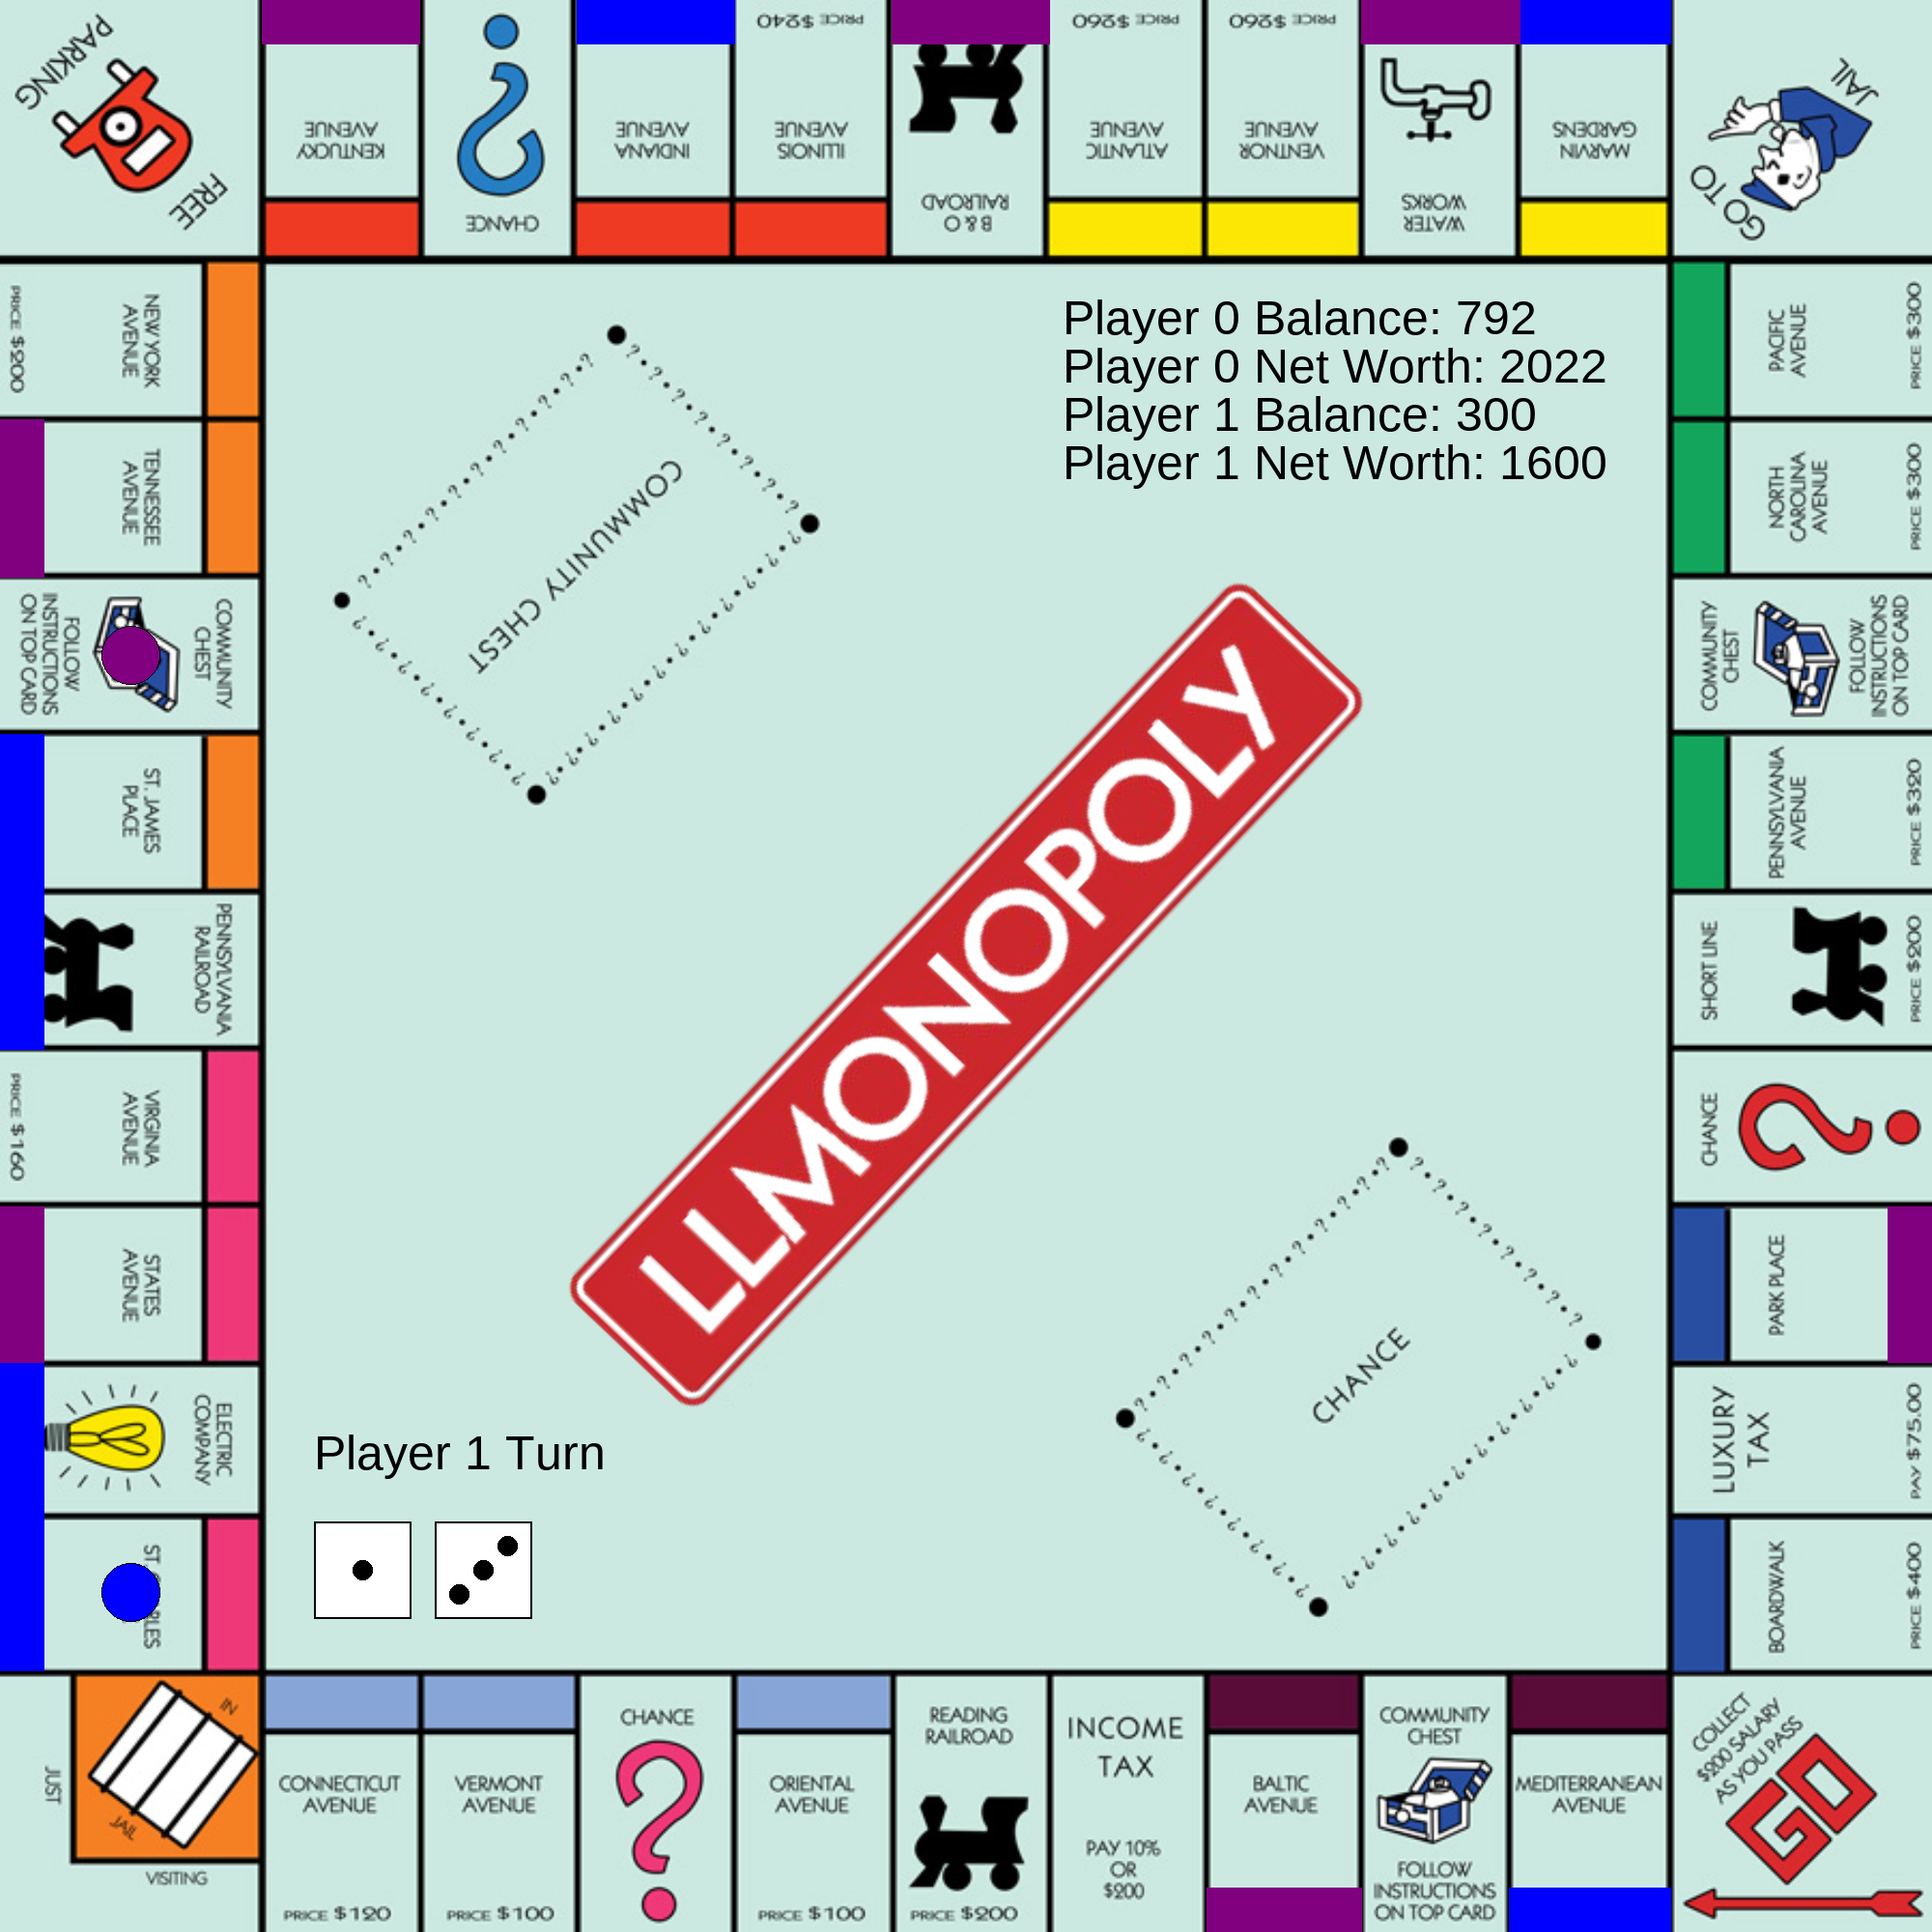 FREE
PARKING
KENTUCKY
AVENUE
CHANCE
INDIANA
AVENUE
ILLINOIS
AVENUE
PRICE $240
B & O
RAILROAD
ATLANTIC
AVENUE
PRICE $260
VENTNOR
AVENUE
PRICE $260
WATER
WORKS
MARVIN
GARDENS
GO TO
JAIL
NEW YORK
AVENUE
PRICE $200
TENNESSEE
AVENUE
COMMUNITY
CHEST
FOLLOW
INSTRUCTIONS
ON TOP CARD
ST. JAMES
PLACE
PENNSYLVANIA
RAILROAD
VIRGINIA
AVENUE
PRICE $160
STATES
AVENUE
ELECTRIC
COMPANY
ST.
Player 0 Balance: 792
Player 0 Net Worth: 2022
Player 1 Balance: 300
Player 1 Net Worth: 1600
COMMUNITY CHEST
LLMONOPOLY
CHANCE
Player 1 Turn
PACIFIC
AVENUE
PRICE $300
NORTH
CAROLINA
AVENUE
PRICE $300
COMMUNITY
CHEST
FOLLOW
INSTRUCTIONS
ON TOP CARD
PENNSYLVANIA
AVENUE
PRICE $320
SHORT LINE
PRICE $200
CHANCE
PARK PLACE
LUXURY
TAX
PAY $75.00
BOARDWALK
PRICE $400
JUST
VISITING
IN
JAIL
CONNECTICUT
AVENUE
PRICE $120
VERMONT
AVENUE
PRICE $100
CHANCE
ORIENTAL
AVENUE
PRICE $100
READING
RAILROAD
PRICE $200
INCOME
TAX
PAY 10%
OR
$200
BALTIC
AVENUE
COMMUNITY
CHEST
FOLLOW
INSTRUCTIONS
ON TOP CARD
MEDITERRANEAN
AVENUE
COLLECT
$200 SALARY
AS YOU PASS
GO